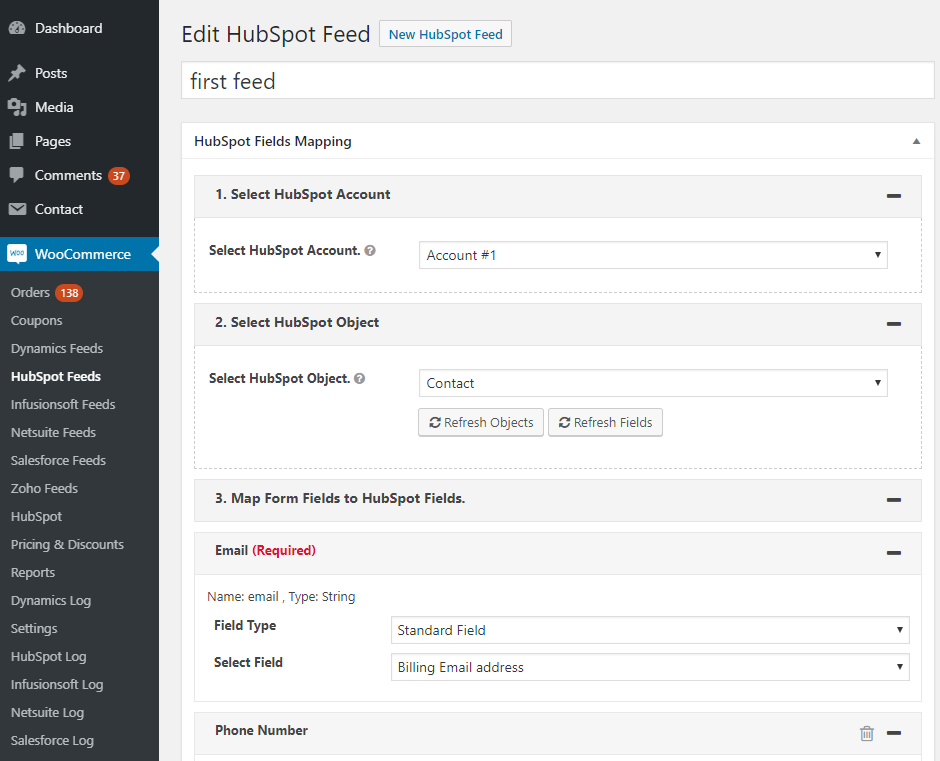 Dashboard
Posts
Media
Pages
Comments 37
Contact
woo WooCommerce
Orders 138
Coupons
Dynamics Feeds
HubSpot Feeds
Infusionsoft Feeds
Netsuite Feeds
Salesforce Feeds
Zoho Feeds
HubSpot
Pricing & Discounts
Reports
Dynamics Log
Settings
HubSpot Log
Infusionsoft Log
Netsuite Log
Salesforce Log
Edit HubSpot Feed New HubSpot Feed
first feed
HubSpot Fields Mapping
1. Select HubSpot Account
Select HubSpot Account. ? Account #1
2. Select HubSpot Object
Select HubSpot Object. ? Contact
Refresh Objects Refresh Fields
3. Map Form Fields to HubSpot Fields.
Email (Required)
Name: email , Type: String
Field Type Standard Field
Select Field Billing Email address
Phone Number